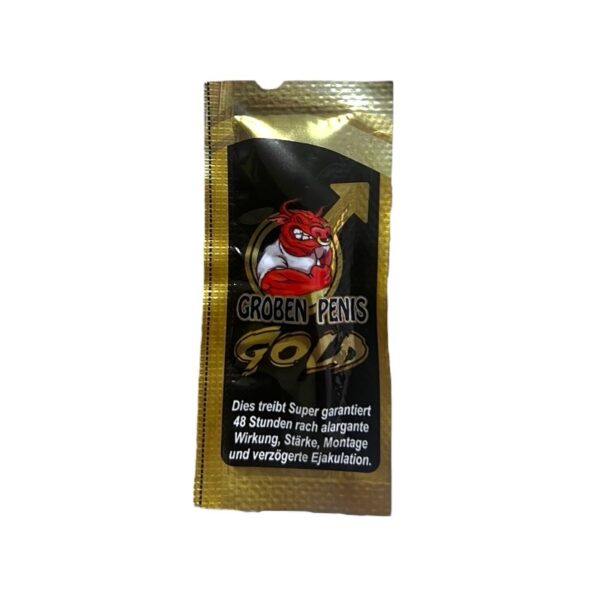 GROBEN PENIS
GOLD
Dies treibt Super garantiert
48 Stunden rach alargante
Wirkung, Stärke, Montage
und verzögerte Ejakulation.